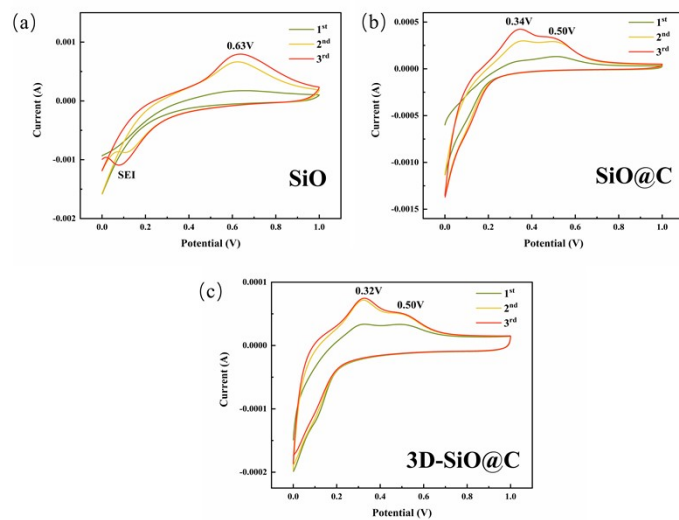 (a)
0.63V
1st
2nd
3rd
0.001
0.000
-0.001
-0.002
Current (A)
SEI
SiO
0.0 0.2 0.4 0.6 0.8 1.0
Potential (V)
(b)
0.34V
0.50V
1st
2nd
3rd
0.0005
0.0000
-0.0005
-0.0010
-0.0015
Current (A)
SiO@C
0.0 0.2 0.4 0.6 0.8 1.0
Potential (V)
(c)
0.32V
0.50V
1st
2nd
3rd
0.0001
0.0000
-0.0001
-0.0002
Current (A)
3D-SiO@C
0.0 0.2 0.4 0.6 0.8 1.0
Potential (V)